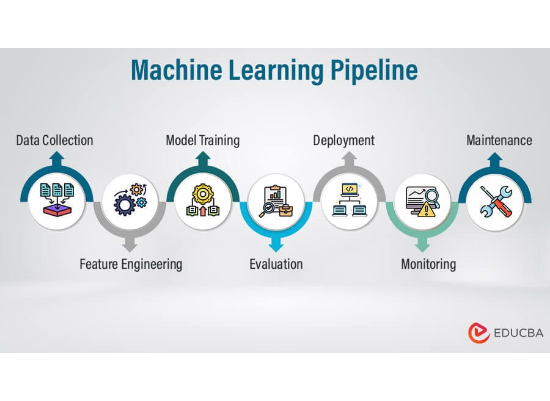 Machine Learning Pipeline
Data Collection
Model Training
Deployment
Maintenance
Feature Engineering
Evaluation
Monitoring
EDUCBA